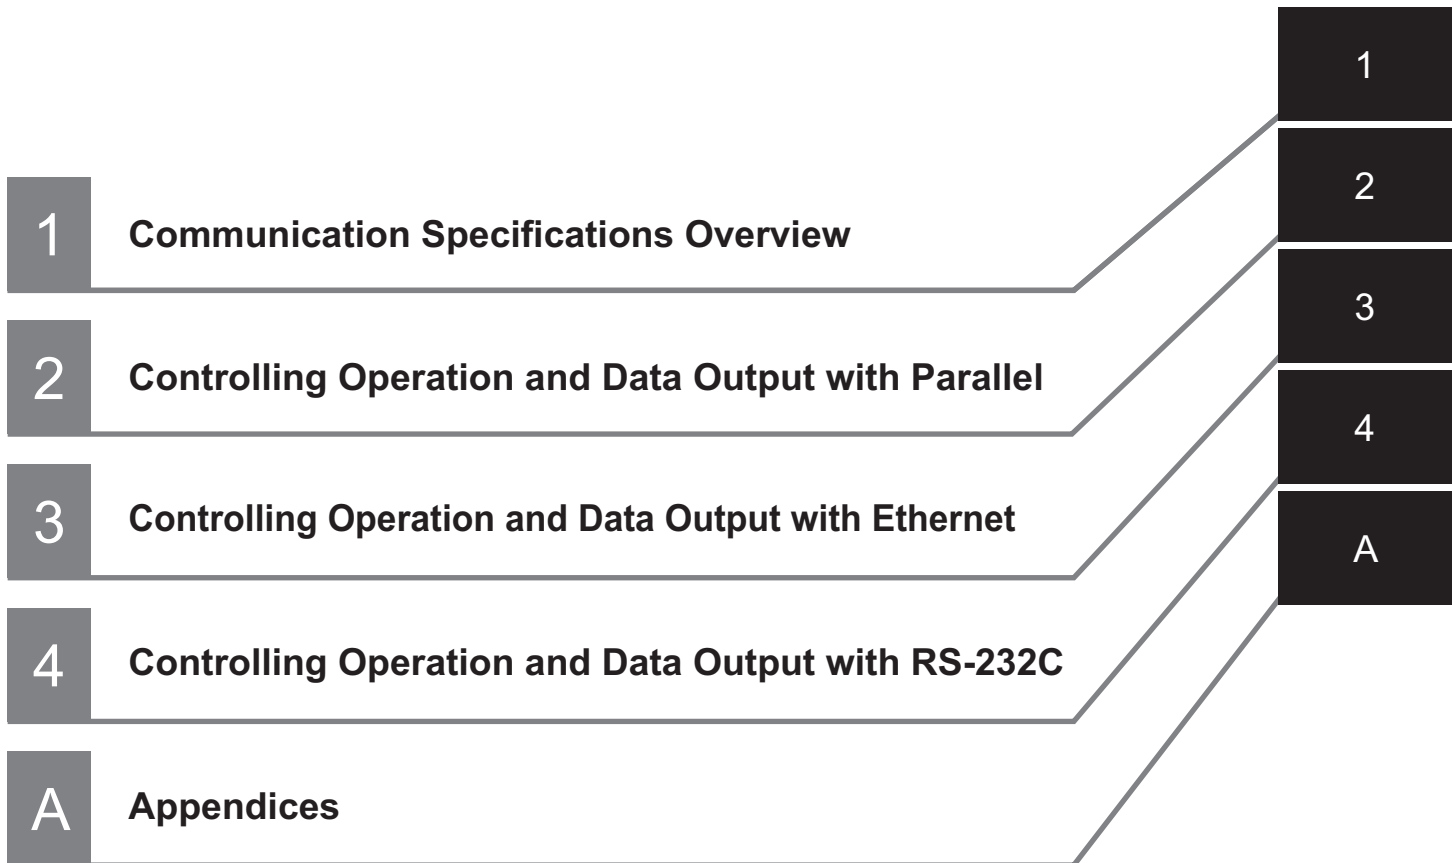 1
Communication Specifications Overview
2
Controlling Operation and Data Output with Parallel
3
Controlling Operation and Data Output with Ethernet
4
Controlling Operation and Data Output with RS-232C
A
Appendices
1
2
3
4
A